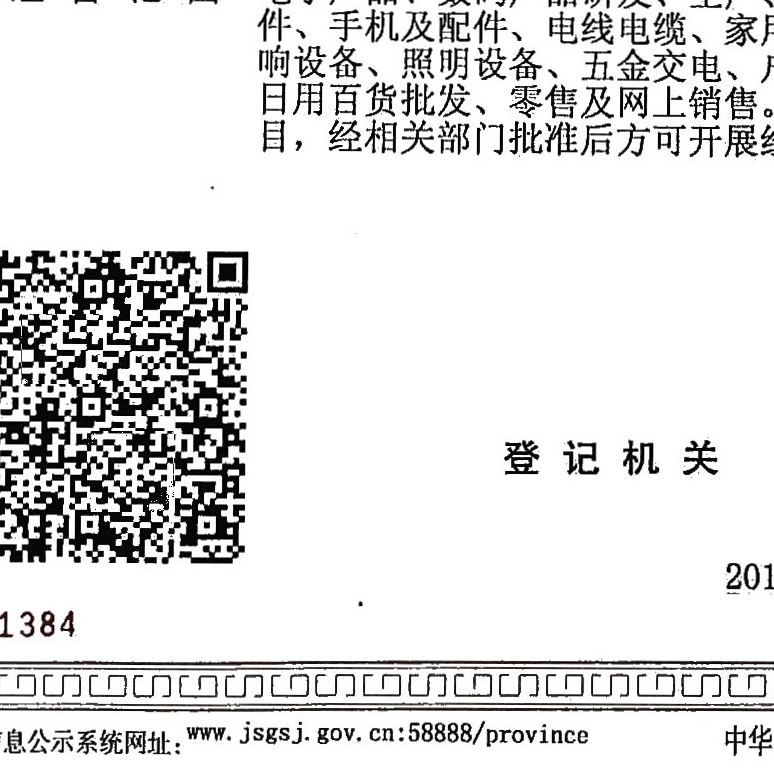 件、手机及配件、电线电缆、家用
响设备、照明设备、五金交电、
日用百货批发、零售及网上销售。
目，经相关部门批准后方可开展经
登记机关
201
1384
信息公示系统网址：www.jsgsj.gov.cn:58888/province
中华